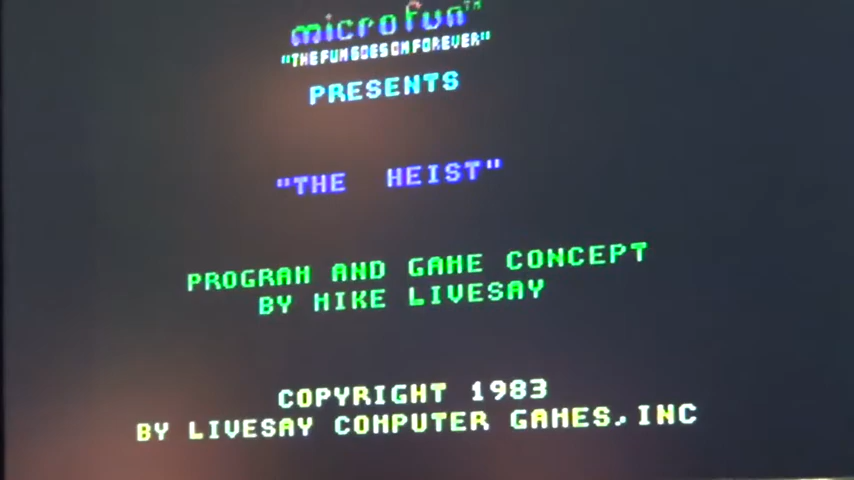 microfun™
"THE FUN GOES ON FOREVER"
PRESENTS
"THE HEIST"
PROGRAM AND GAME CONCEPT
BY MIKE LIVESAY
COPYRIGHT 1983
BY LIVESAY COMPUTER GAMES, INC